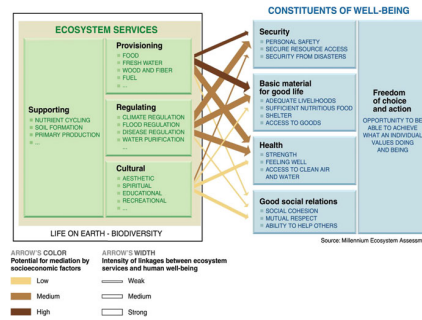 CONSTITUENTS OF WELL-BEING
ECOSYSTEM SERVICES
Provisioning
FOOD
FRESH WATER
WOOD AND FIBER
FUEL
...
Supporting
NUTRIENT CYCLING
SOIL FORMATION
PRIMARY PRODUCTION
...
Regulating
CLIMATE REGULATION
FLOOD REGULATION
DISEASE REGULATION
WATER PURIFICATION
...
Cultural
AESTHETIC
SPIRITUAL
EDUCATIONAL
RECREATIONAL
...
LIFE ON EARTH - BIODIVERSITY
Security
PERSONAL SAFETY
SECURE RESOURCE ACCESS
SECURITY FROM DISASTERS
Basic material
for good life
ADEQUATE LIVELIHOODS
SUFFICIENT NUTRITIOUS FOOD
SHELTER
ACCESS TO GOODS
Health
STRENGTH
FEELING WELL
ACCESS TO CLEAN AIR
AND WATER
Good social relations
SOCIAL COHESION
MUTUAL RESPECT
ABILITY TO HELP OTHERS
Freedom
of choice
and action
OPPORTUNITY TO BE
ABLE TO ACHIEVE
WHAT AN INDIVIDUAL
VALUES DOING
AND BEING
Source: Millennium Ecosystem Assessm
ARROW'S COLOR
Potential for mediation by
socioeconomic factors
Low
Medium
High
ARROW'S WIDTH
Intensity of linkages between ecosystem
services and human well-being
Weak
Medium
Strong